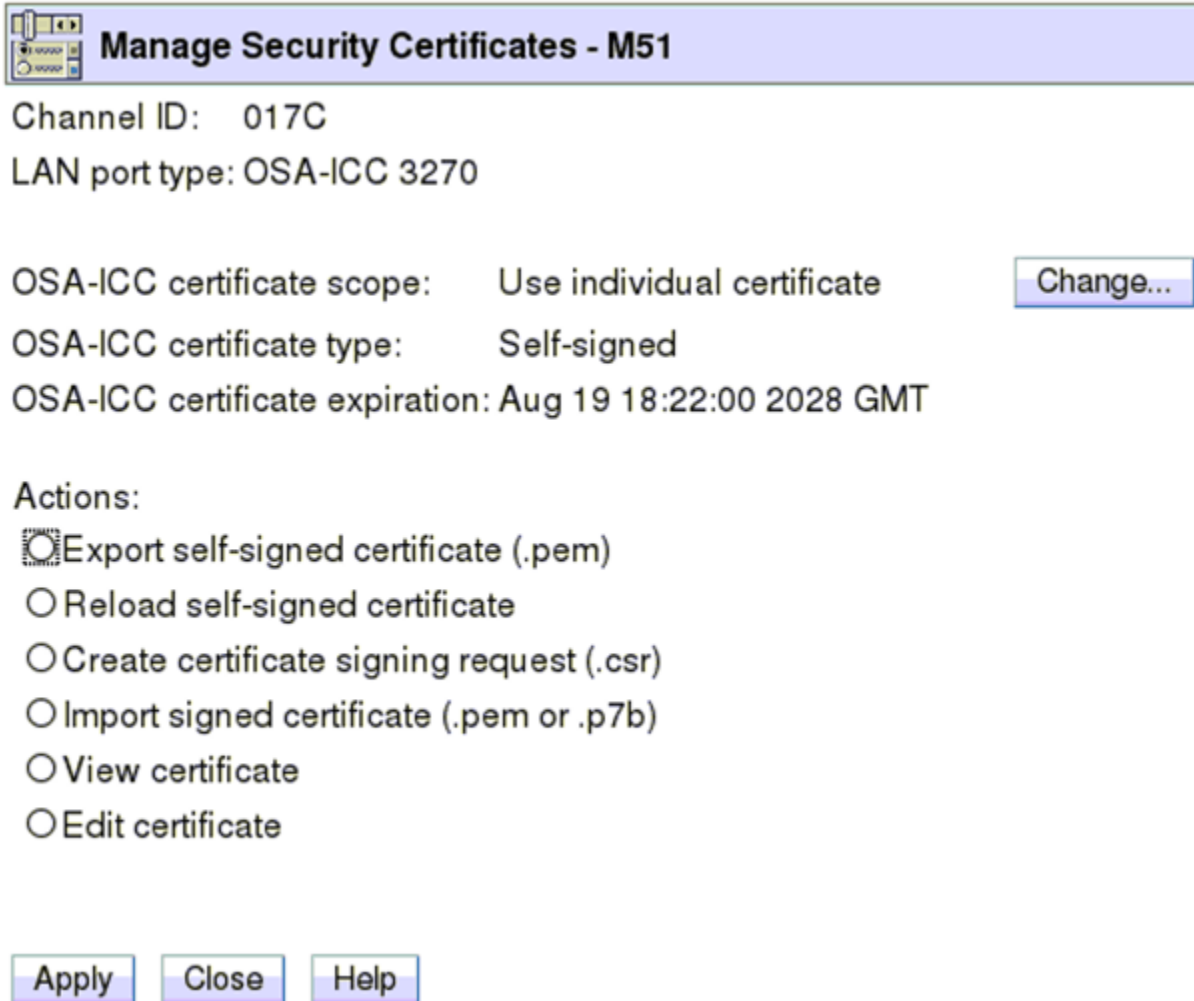 Manage Security Certificates - M51
Channel ID: 017C
LAN port type: OSA-ICC 3270
OSA-ICC certificate scope: Use individual certificate Change...
OSA-ICC certificate type: Self-signed
OSA-ICC certificate expiration: Aug 19 18:22:00 2028 GMT
Actions:
Export self-signed certificate (.pem)
Reload self-signed certificate
Create certificate signing request (.csr)
Import signed certificate (.pem or .p7b)
View certificate
Edit certificate
Apply Close Help